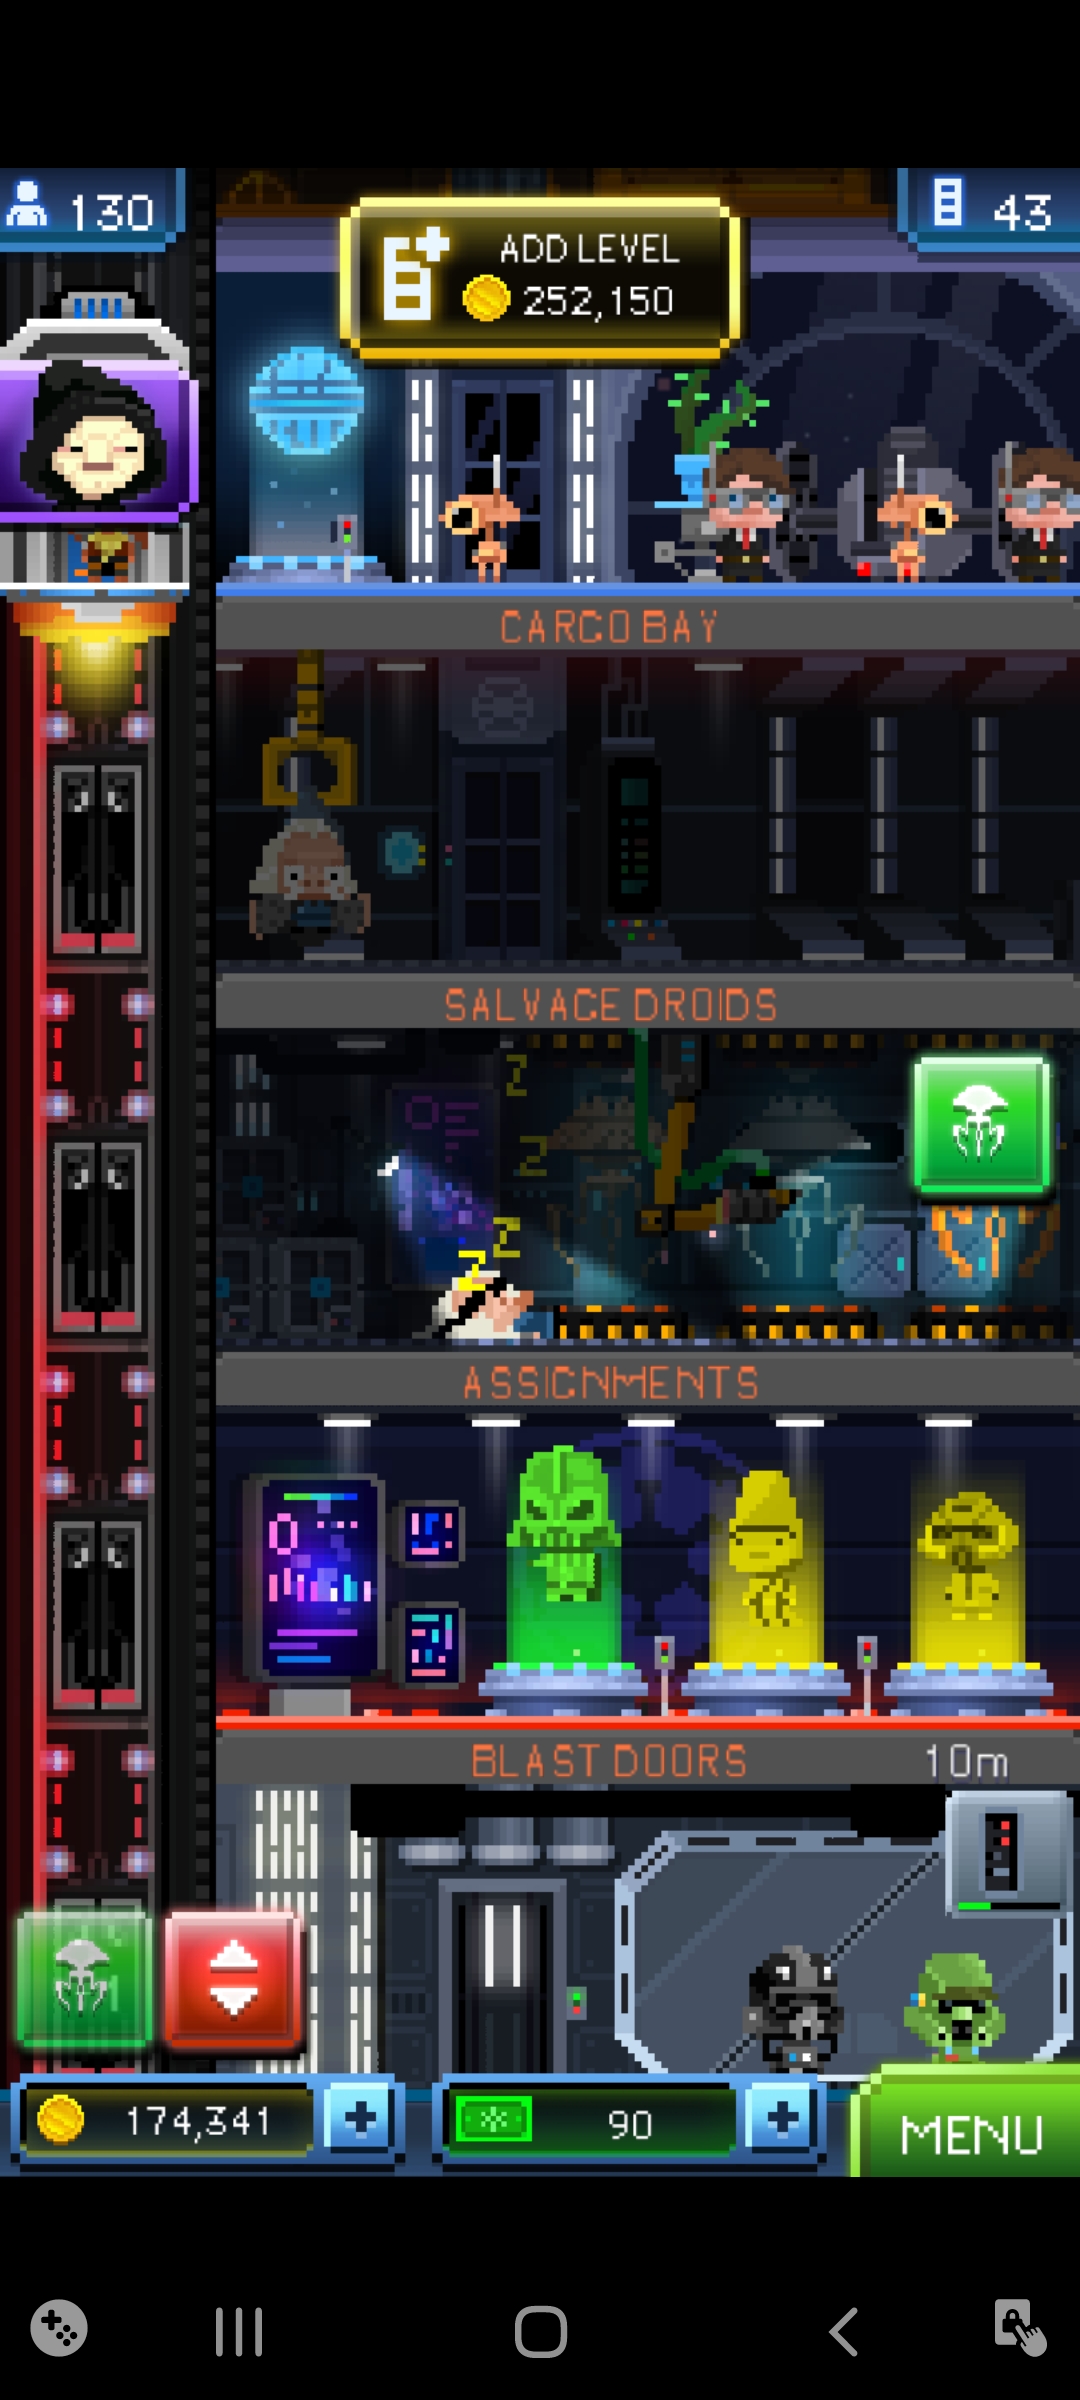 130
43
ADD LEVEL
252,150
CARGO BAY
SALVAGE DROIDS
Z
Z
Z
Z
ASSIGNMENTS
BLAST DOORS
10m
174,341
90
MENU